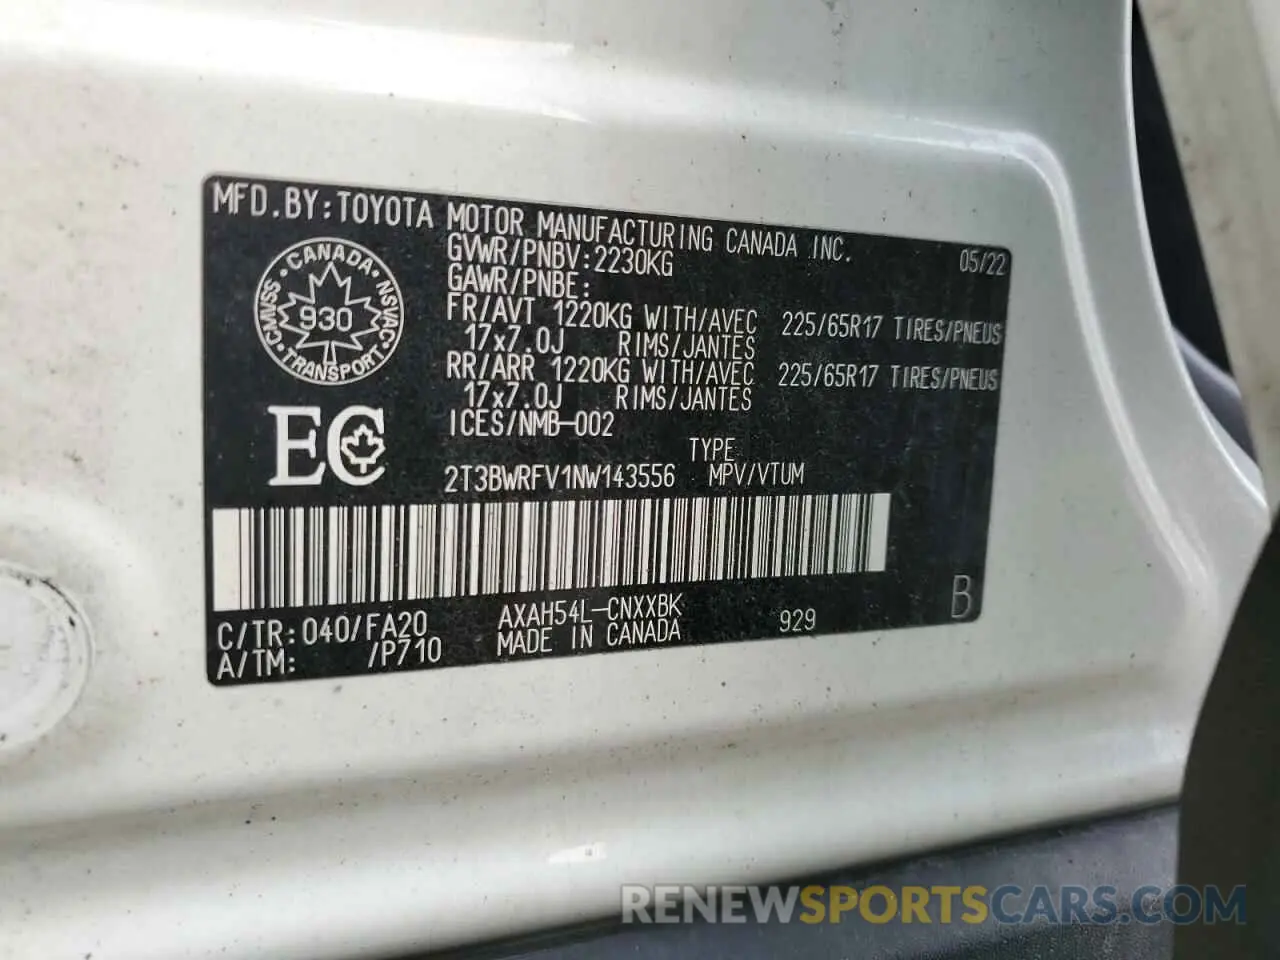 MFD.BY:TOYOTA MOTOR MANUFACTURING CANADA INC.
GVWR/PNBV:2230KG 05/22
GAWR/PNBE:
FR/AVT 1220KG WITH/AVEC 225/65R17 TIRES/PNEUS
17x7.0J RIMS/JANTES
RR/ARR 1220KG WITH/AVEC 225/65R17 TIRES/PNEUS
17x7.0J RIMS/JANTES
ICES/NMB-002
CANADA
CMVSS NSVAC
930
TRANSPORT
EC
TYPE
2T3BWRFV1NW143556 MPV/VTUM
C/TR:040/FA20 AXAH54L-CNXXBK 929 B
A/TM: /P710 MADE IN CANADA
RENEWSPORTSCARS.COM